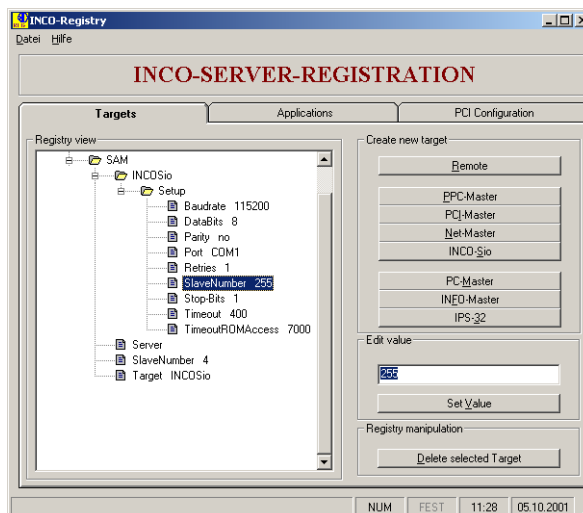 INCO-Registry
Datei Hilfe
INCO-SERVER-REGISTRATION
Targets Applications PCI Configuration
Registry view
SAM
INCOSio
Setup
Baudrate 115200
DataBits 8
Parity no
Port COM1
Retries 1
SlaveNumber 255
Stop-Bits 1
Timeout 400
TimeoutROMAccess 7000
Server
SlaveNumber 4
Target INCOSio
Create new target
Remote
PPC-Master
PCI-Master
Net-Master
INCO-Sio
PC-Master
INFO-Master
IPS-32
Edit value
255
Set Value
Registry manipulation
Delete selected Target
NUM FEST 11:28 05.10.2001